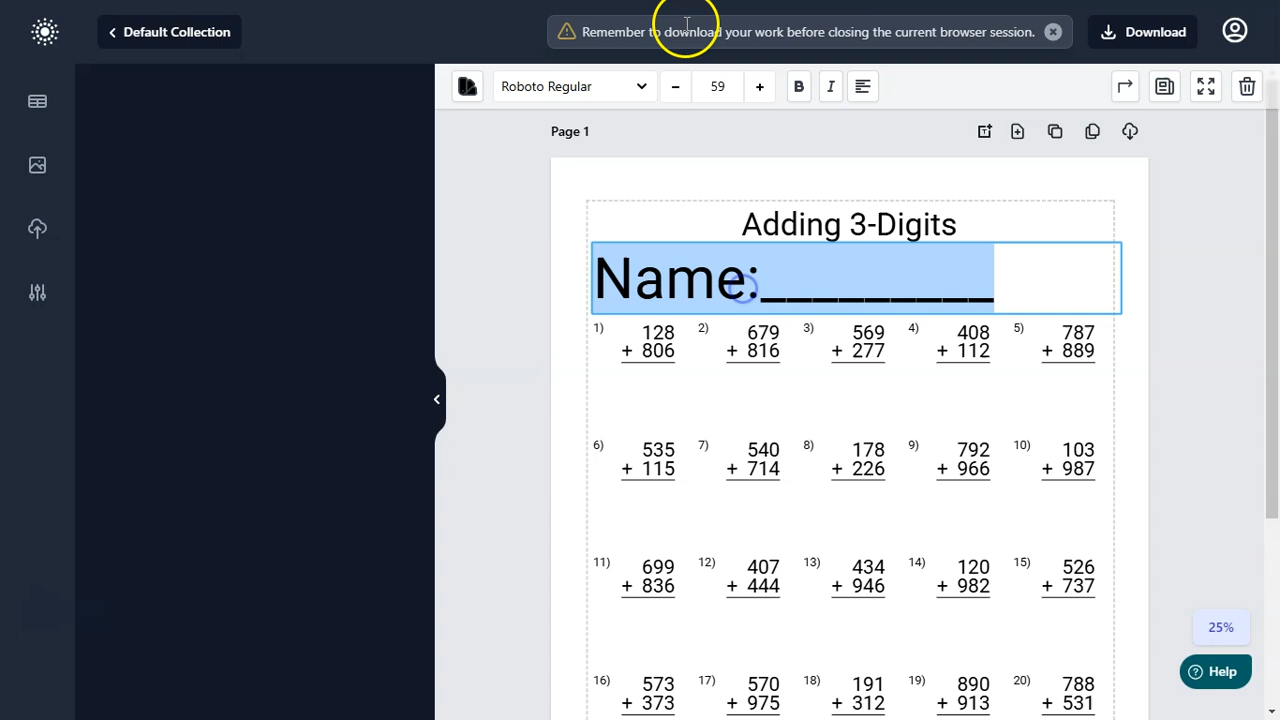 Default Collection
Remember to download your work before closing the current browser session.
Download
Roboto Regular
− 59 + B I
Page 1
Adding 3-Digits
Name:_________
1) 128 2) 679 3) 569 4) 408 5) 787
+ 806 + 816 + 277 + 112 + 889
6) 535 7) 540 8) 178 9) 792 10) 103
+ 115 + 714 + 226 + 966 + 987
11) 699 12) 407 13) 434 14) 120 15) 526
+ 836 + 444 + 946 + 982 + 737
25%
Help
16) 573 17) 570 18) 191 19) 890 20) 788
+ 373 + 975 + 312 + 913 + 531